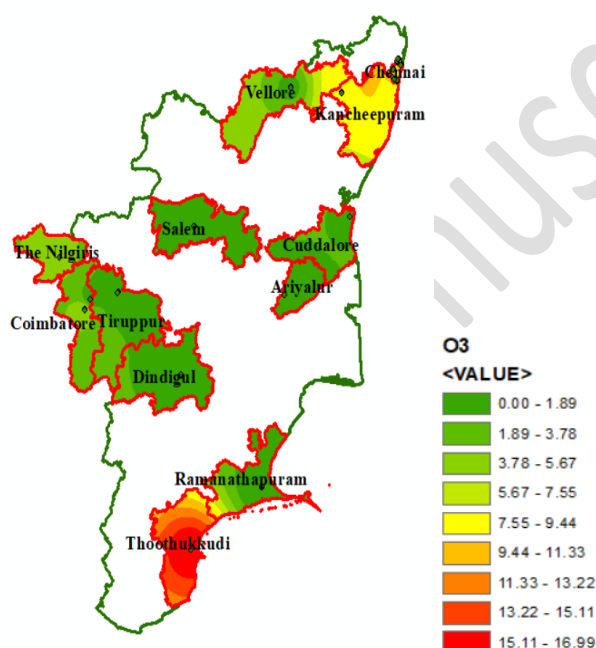 Chennai
Vellore
Kancheepuram
Salem
The Nilgiris
Cuddalore
Ariyalur
Coimbatore
Tiruppur
Dindigul
Ramanathapuram
Thoothukkudi
O3
<VALUE>
0.00 - 1.89
1.89 - 3.78
3.78 - 5.67
5.67 - 7.55
7.55 - 9.44
9.44 - 11.33
11.33 - 13.22
13.22 - 15.11
15.11 - 16.99